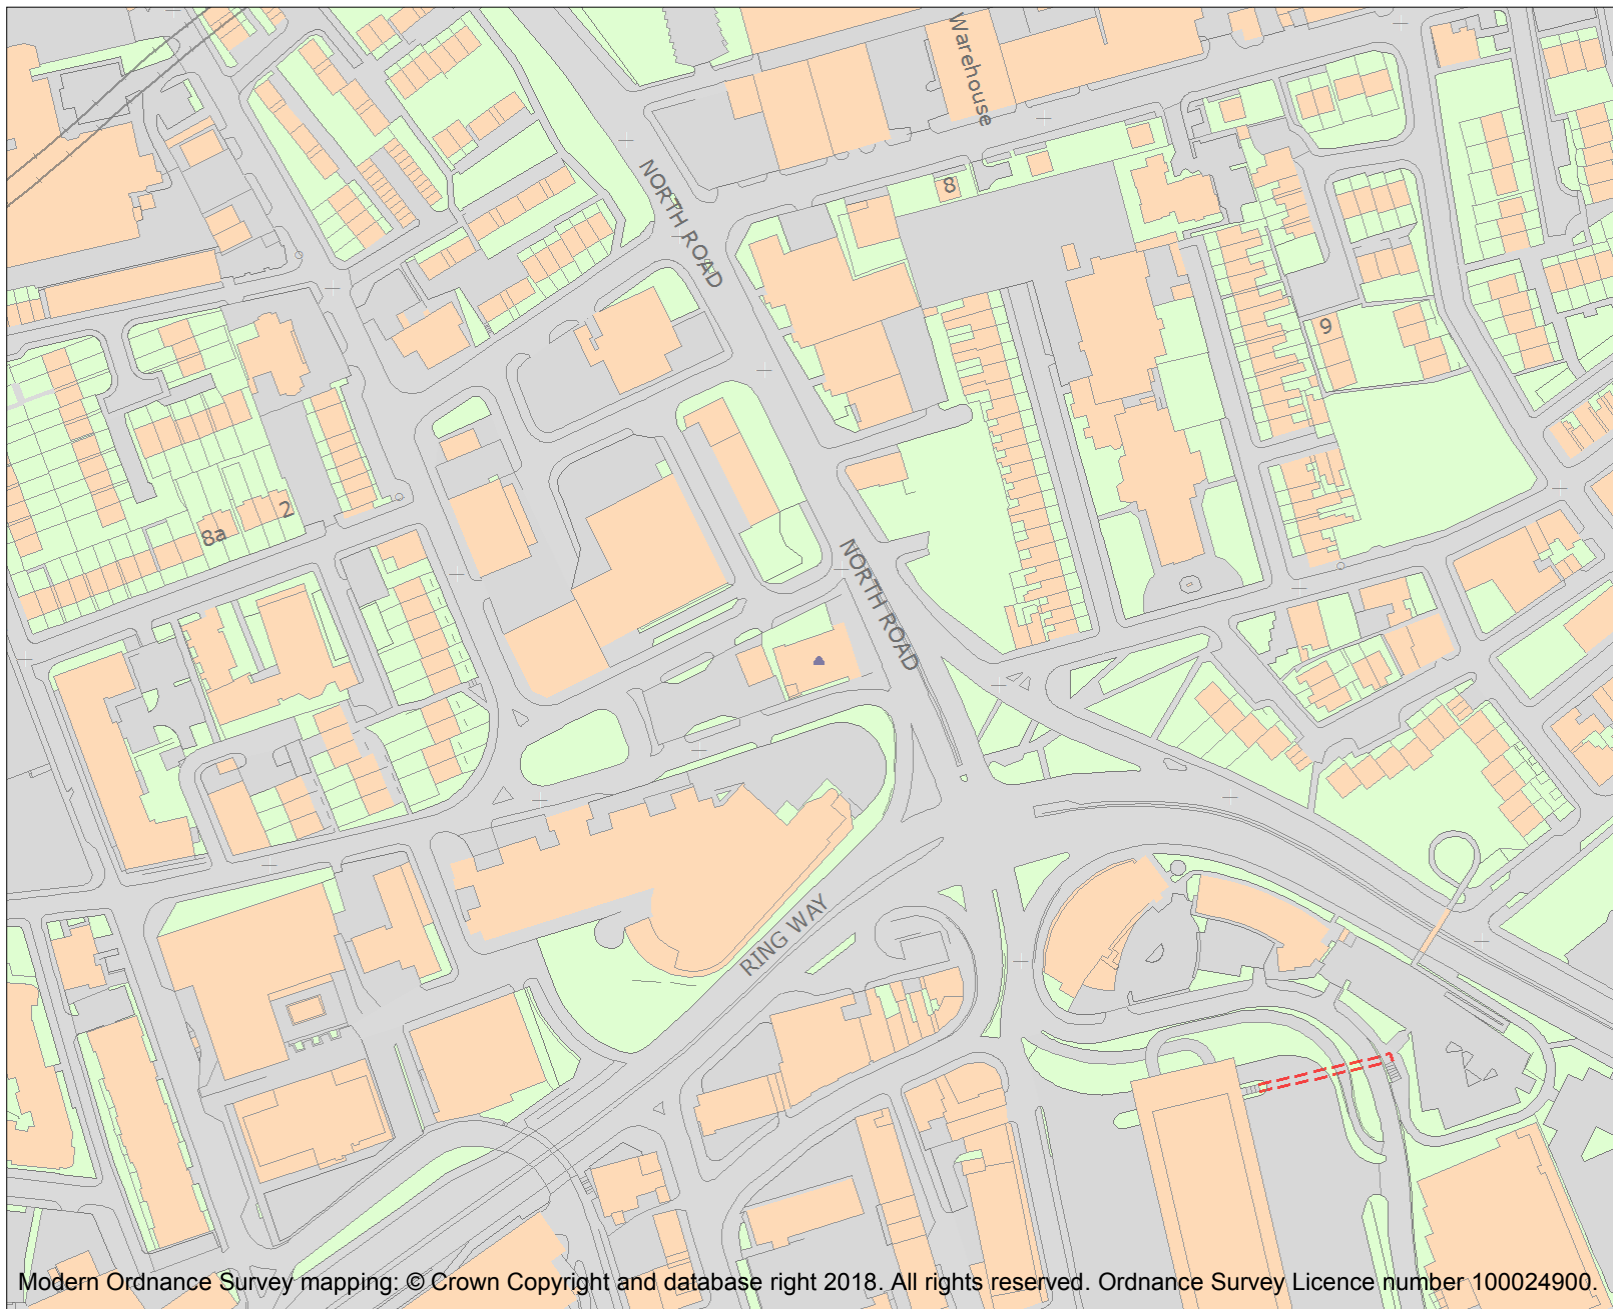 Warehouse
NORTH ROAD
8
9
2
8a
NORTH ROAD
RING WAY
Modern Ordnance Survey mapping: © Crown Copyright and database right 2018. All rights reserved. Ordnance Survey Licence number 100024900.